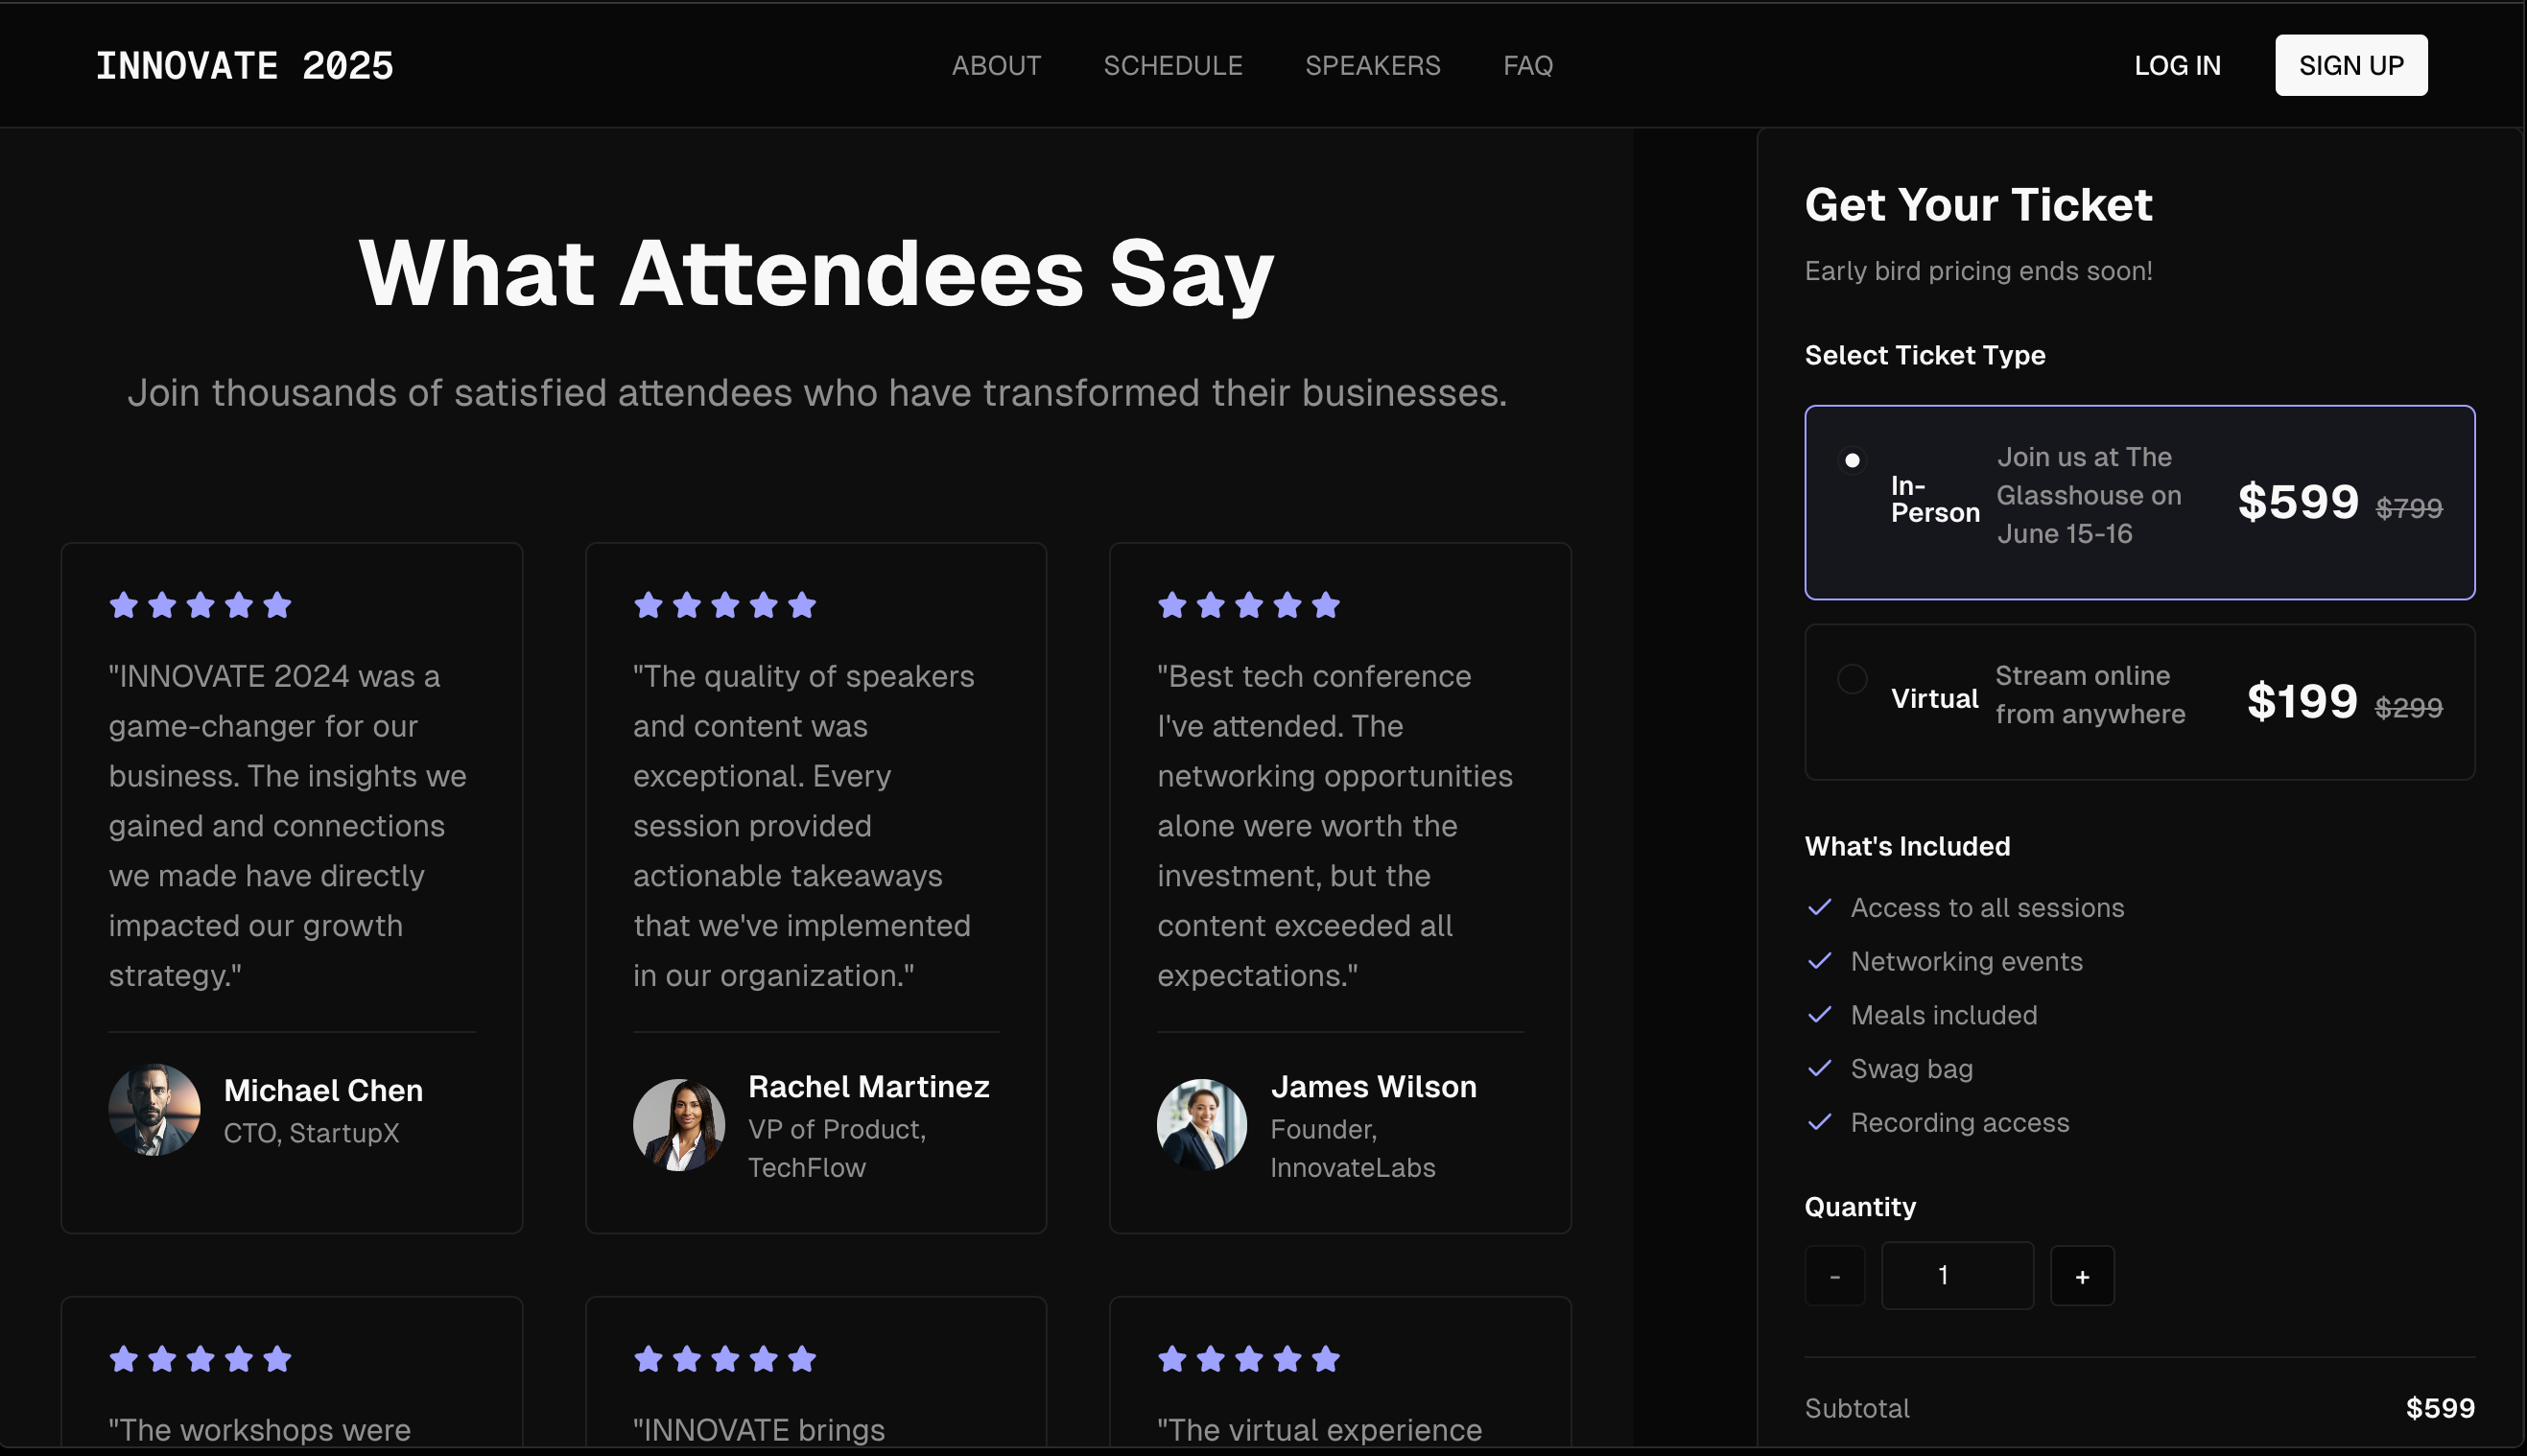 INNOVATE 2025
ABOUT
SCHEDULE
SPEAKERS
FAQ
LOG IN
SIGN UP
What Attendees Say
Join thousands of satisfied attendees who have transformed their businesses.
"INNOVATE 2024 was a
game-changer for our
business. The insights we
gained and connections
we made have directly
impacted our growth
strategy."
Michael Chen
CTO, StartupX
"The quality of speakers
and content was
exceptional. Every
session provided
actionable takeaways
that we've implemented
in our organization."
Rachel Martinez
VP of Product,
TechFlow
"Best tech conference
I've attended. The
networking opportunities
alone were worth the
investment, but the
content exceeded all
expectations."
James Wilson
Founder,
InnovateLabs
"The workshops were
"INNOVATE brings
"The virtual experience
Get Your Ticket
Early bird pricing ends soon!
Select Ticket Type
In-
Person
Join us at The
Glasshouse on
June 15-16
$599 $799
Virtual
Stream online
from anywhere
$199 $299
What's Included
Access to all sessions
Networking events
Meals included
Swag bag
Recording access
Quantity
- 1 +
Subtotal $599